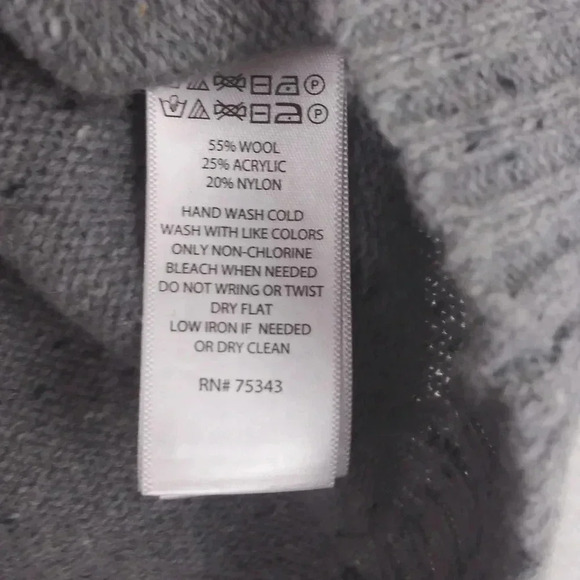 P
P
55% WOOL
25% ACRYLIC
20% NYLON
HAND WASH COLD
WASH WITH LIKE COLORS
ONLY NON-CHLORINE
BLEACH WHEN NEEDED
DO NOT WRING OR TWIST
DRY FLAT
LOW IRON IF NEEDED
OR DRY CLEAN
RN# 75343